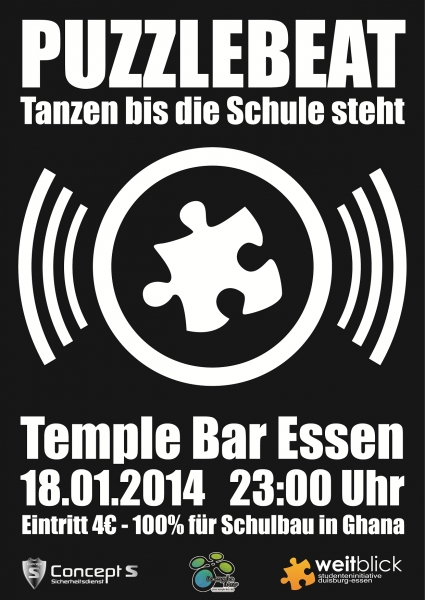 PUZZLEBEAT
Tanzen bis die Schule steht
Temple Bar Essen
18.01.2014 23:00 Uhr
Eintritt 4€ - 100% für Schulbau in Ghana
S
Concept S
Sicherheitsdienst
weitblick
studenteninitiative
duisburg-essen